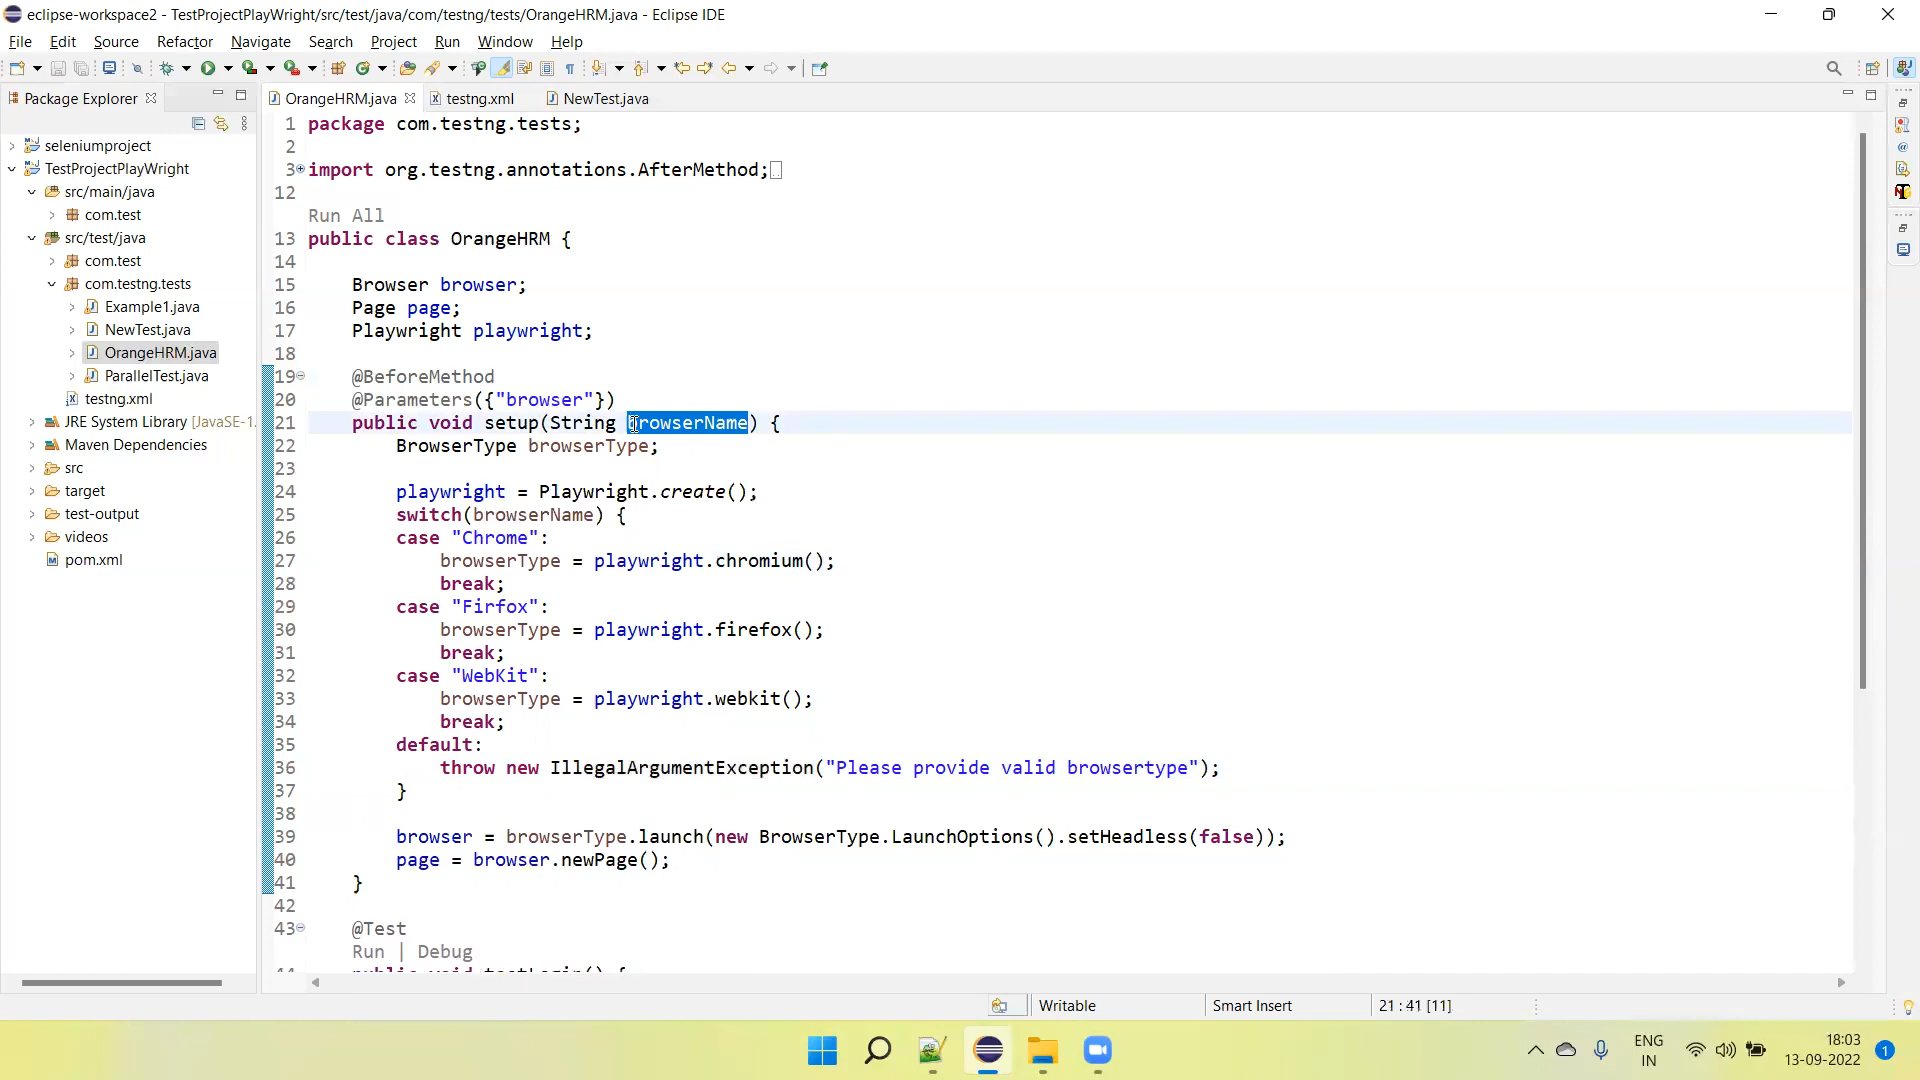 eclipse-workspace2 - TestProjectPlayWright/src/test/java/com/testng/tests/OrangeHRM.java - Eclipse IDE
File Edit Source Refactor Navigate Search Project Run Window Help
Package Explorer
OrangeHRM.java testng.xml NewTest.java
seleniumproject
TestProjectPlayWright
src/main/java
com.test
src/test/java
com.test
com.testng.tests
Example1.java
NewTest.java
OrangeHRM.java
ParallelTest.java
testng.xml
JRE System Library [JavaSE-1.
Maven Dependencies
src
target
test-output
videos
pom.xml
1 package com.testng.tests;
2
3 import org.testng.annotations.AfterMethod;
12
Run All
13 public class OrangeHRM {
14
15 Browser browser;
16 Page page;
17 Playwright playwright;
18
19 @BeforeMethod
20 @Parameters({"browser"})
21 public void setup(String browserName) {
22 BrowserType browserType;
23
24 playwright = Playwright.create();
25 switch(browserName) {
26 case "Chrome":
27 browserType = playwright.chromium();
28 break;
29 case "Firfox":
30 browserType = playwright.firefox();
31 break;
32 case "WebKit":
33 browserType = playwright.webkit();
34 break;
35 default:
36 throw new IllegalArgumentException("Please provide valid browsertype");
37 }
38
39 browser = browserType.launch(new BrowserType.LaunchOptions().setHeadless(false));
40 page = browser.newPage();
41 }
42
43 @Test
Run | Debug
44 public void testLogin() {
Writable Smart Insert 21 : 41 [11]
ENG
IN
18:03
13-09-2022
1